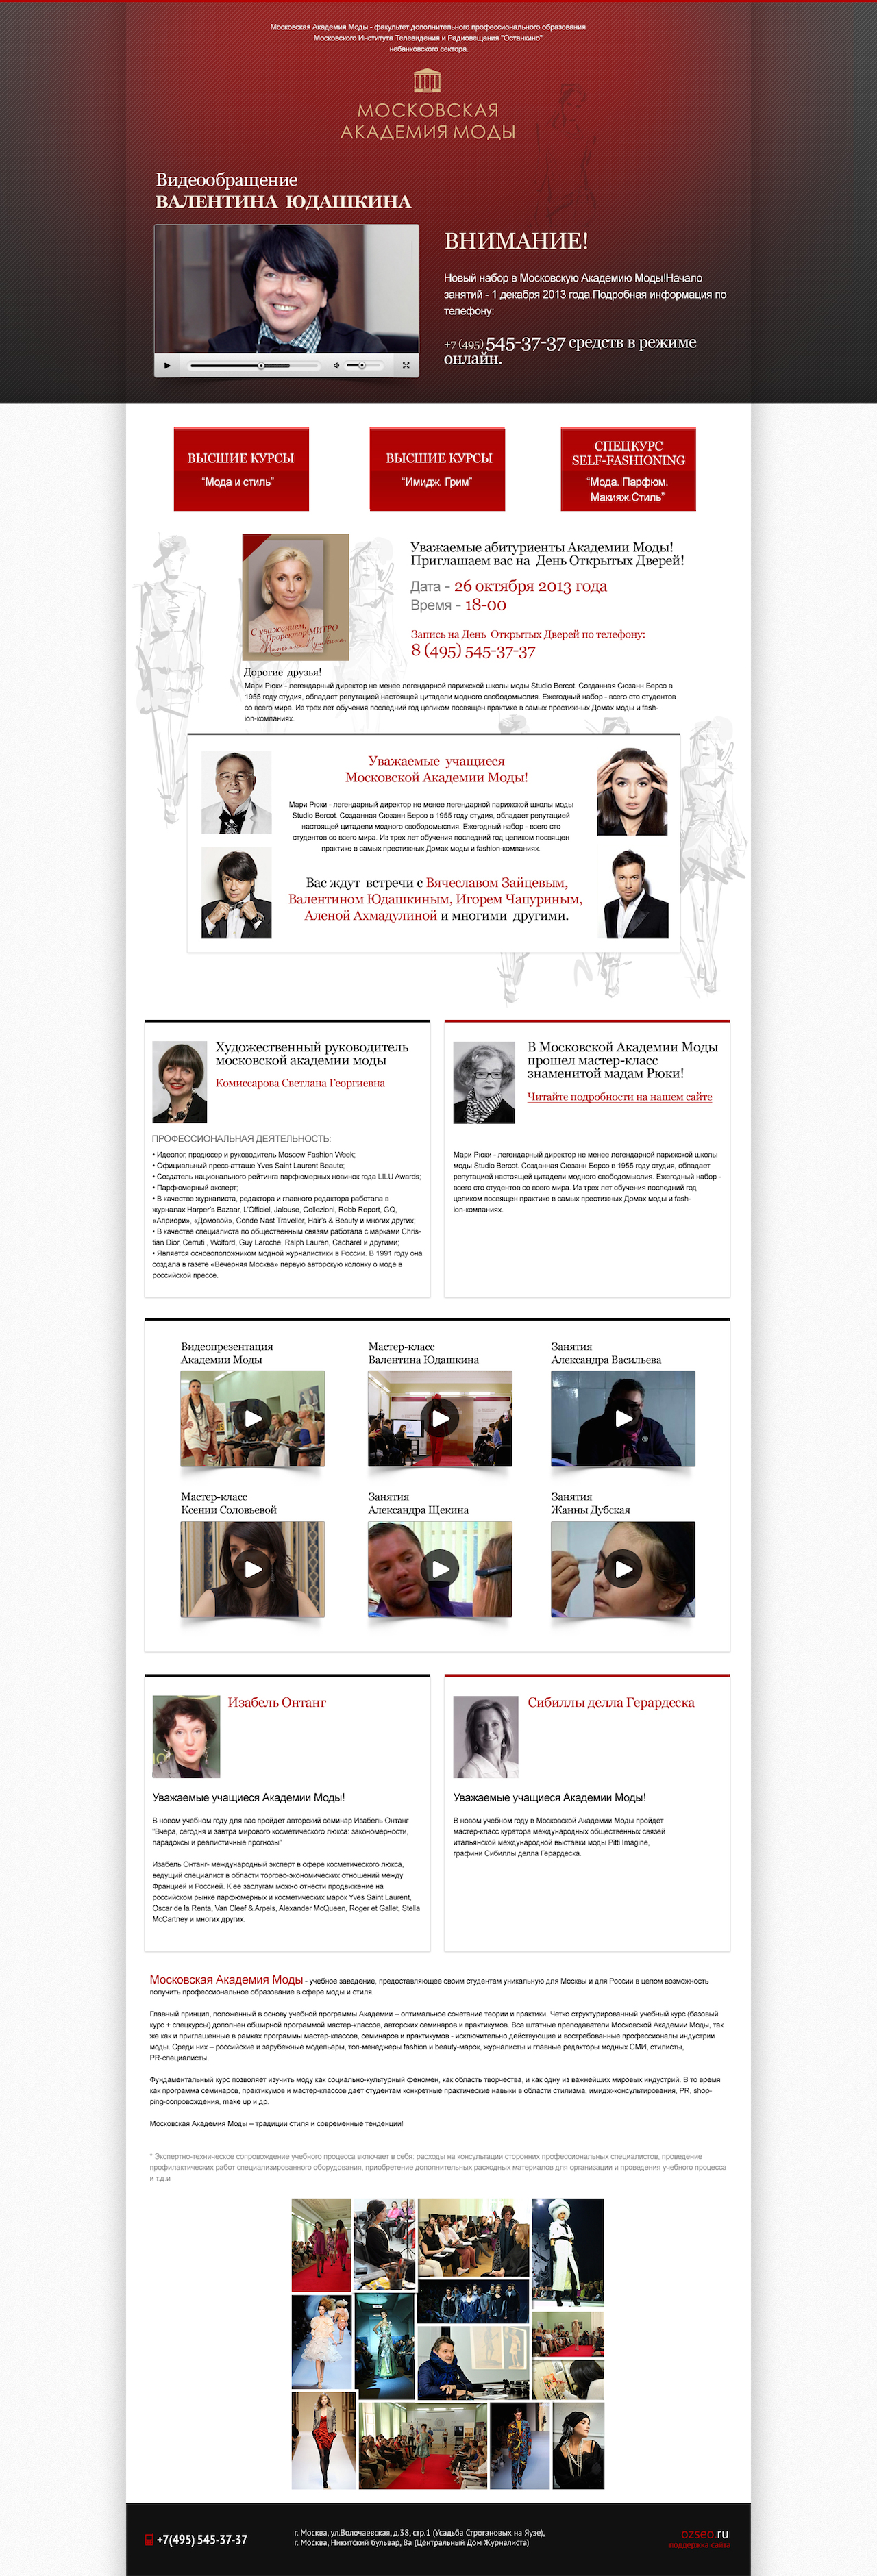 Московская Академия Моды - факультет дополнительного профессионального образования
Московского Института Телевидения и Радиовещания "Останкино"
небанковского сектора.
МОСКОВСКАЯ
АКАДЕМИЯ МОДЫ
Видеообращение
ВАЛЕНТИНА ЮДАШКИНА
ВНИМАНИЕ!
Новый набор в Московскую Академию Моды!Начало
занятий - 1 декабря 2013 года.Подробная информация по
телефону:
+7 (495) 545-37-37 средств в режиме
онлайн.
ВЫСШИЕ КУРСЫ
“Мода и стиль”
ВЫСШИЕ КУРСЫ
“Имидж. Грим”
СПЕЦКУРС
SELF-FASHIONING
“Мода. Парфюм.
Макияж.Стиль”
С уважением,
Проректор МИТРО
Уважаемые абитуриенты Академии Моды!
Приглашаем вас на День Открытых Дверей!
Дата - 26 октября 2013 года
Время - 18-00
Запись на День Открытых Дверей по телефону:
8 (495) 545-37-37
Дорогие друзья!
Мари Рюки - легендарный директор не менее легендарной парижской школы моды Studio Bercot. Созданная Сюзанн Берсо в
1955 году студия, обладает репутацией настоящей цитадели модного свободомыслия. Ежегодный набор - всего сто студентов
со всего мира. Из трех лет обучения последний год целиком посвящен практике в самых престижных Домах моды и fash-
ion-компаниях.
Уважаемые учащиеся
Московской Академии Моды!
Мари Рюки - легендарный директор не менее легендарной парижской школы моды
Studio Bercot. Созданная Сюзанн Берсо в 1955 году студия, обладает репутацией
настоящей цитадели модного свободомыслия. Ежегодный набор - всего сто
студентов со всего мира. Из трех лет обучения последний год целиком посвящен
практике в самых престижных Домах моды и fashion-компаниях.
Вас ждут встречи с Вячеславом Зайцевым,
Валентином Юдашкиным, Игорем Чапуриным,
Аленой Ахмадулиной и многими другими.
Художественный руководитель
московской академии моды
Комиссарова Светлана Георгиевна
ПРОФЕССИОНАЛЬНАЯ ДЕЯТЕЛЬНОСТЬ:
• Идеолог, продюсер и руководитель Moscow Fashion Week;
• Официальный пресс-атташе Yves Saint Laurent Beaute;
• Создатель национального рейтинга парфюмерных новинок года LILU Awards;
• Парфюмерный эксперт;
• В качестве журналиста, редактора и главного редактора работала в
журналах Harper's Bazaar, L'Officiel, Jalouse, Collezioni, Robb Report, GQ,
«Априори», «Домовой», Conde Nast Traveller, Hair's & Beauty и многих других;
• В качестве специалиста по общественным связям работала с марками Chris-
tian Dior, Cerruti , Wolford, Guy Laroche, Ralph Lauren, Cacharel и другими;
• Является основоположником модной журналистики в России. В 1991 году она
создала в газете «Вечерняя Москва» первую авторскую колонку о моде в
российской прессе.
В Московской Академии Моды
прошел мастер-класс
знаменитой мадам Рюки!
Читайте подробности на нашем сайте
Мари Рюки - легендарный директор не менее легендарной парижской школы
моды Studio Bercot. Созданная Сюзанн Берсо в 1955 году студия, обладает
репутацией настоящей цитадели модного свободомыслия. Ежегодный набор -
всего сто студентов со всего мира. Из трех лет обучения последний год
целиком посвящен практике в самых престижных Домах моды и fash-
ion-компаниях.
Видеопрезентация
Академии Моды
Мастер-класс
Валентина Юдашкина
Занятия
Александра Васильева
Мастер-класс
Ксении Соловьевой
Занятия
Александра Щекина
Занятия
Жанны Дубская
Изабель Онтанг
Уважаемые учащиеся Академии Моды!
В новом учебном году для вас пройдет авторский семинар Изабель Онтанг
"Вчера, сегодня и завтра мирового косметического люкса: закономерности,
парадоксы и реалистичные прогнозы"
Изабель Онтанг- международный эксперт в сфере косметического люкса,
ведущий специалист в области торгово-экономических отношений между
Францией и Россией. К ее заслугам можно отнести продвижение на
российском рынке парфюмерных и косметических марок Yves Saint Laurent,
Oscar de la Renta, Van Cleef & Arpels, Alexander McQueen, Roger et Gallet, Stella
McCartney и многих других.
Сибиллы делла Герардеска
Уважаемые учащиеся Академии Моды!
В новом учебном году в Московской Академии Моды пройдет
мастер-класс куратора международных общественных связей
итальянской международной выставки моды Pitti Imagine,
графини Сибиллы делла Герардеска.
Московская Академия Моды - учебное заведение, предоставляющее своим студентам уникальную для Москвы и для России в целом возможность
получить профессиональное образование в сфере моды и стиля.
Главный принцип, положенный в основу учебной программы Академии – оптимальное сочетание теории и практики. Четко структурированный учебный курс (базовый
курс + спецкурсы) дополнен обширной программой мастер-классов, авторских семинаров и практикумов. Все штатные преподаватели Московской Академии Моды, так
же как и приглашенные в рамках программы мастер-классов, семинаров и практикумов - исключительно действующие и востребованные профессионалы индустрии
моды. Среди них – российские и зарубежные модельеры, топ-менеджеры fashion и beauty-марок, журналисты и главные редакторы модных СМИ, стилисты,
PR-специалисты.
Фундаментальный курс позволяет изучить моду как социально-культурный феномен, как область творчества, и как одну из важнейших мировых индустрий. В то время
как программа семинаров, практикумов и мастер-классов дает студентам конкретные практические навыки в области стилизма, имидж-консультирования, PR, shop-
ping-сопровождения, make up и др.
Московская Академия Моды – традиции стиля и современные тенденции!
* Экспертно-техническое сопровождение учебного процесса включает в себя: расходы на консультации сторонних профессиональных специалистов, проведение
профилактических работ специализированного оборудования, приобретение дополнительных расходных материалов для организации и проведения учебного процесса
и т.д.и
+7(495) 545-37-37
г. Москва, ул.Волочаевская, д.38, стр.1 (Усадьба Строгановых на Яузе),
г. Москва, Никитский бульвар, 8а (Центральный Дом Журналиста)
ozseo.ru
поддержка сайта